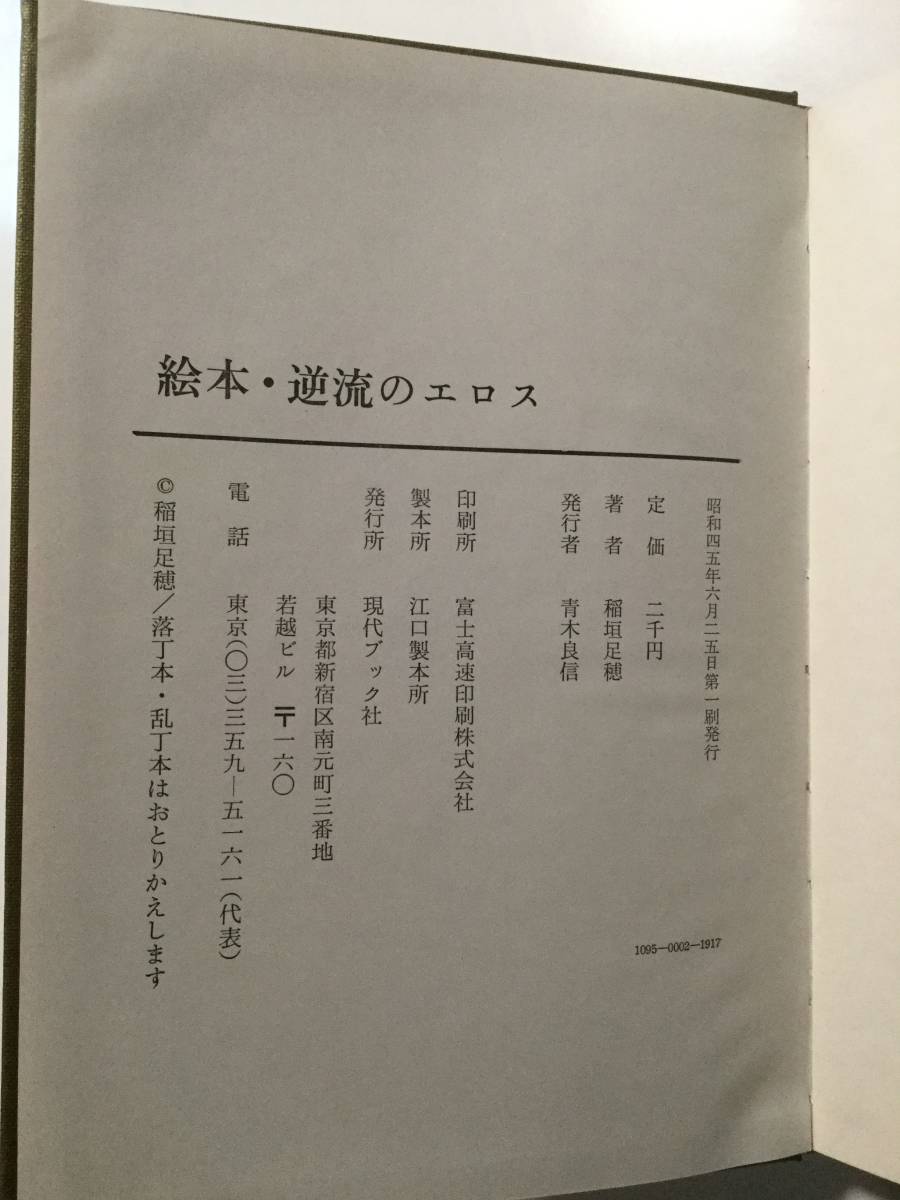 絵本・逆流のエロス
昭和四五年六月二五日第一刷発行
定価 二千円
著者 稲垣足穂
発行者 青木良信
印刷所 富士高速印刷株式会社
製本所 江口製本所
発行所 現代ブック社
東京都新宿区南元町三番地
若越ビル 〒一六〇
電話 東京(〇三)三五九―五一六一(代表)
©稲垣足穂/落丁本・乱丁本はおとりかえします
1095―0002―1917